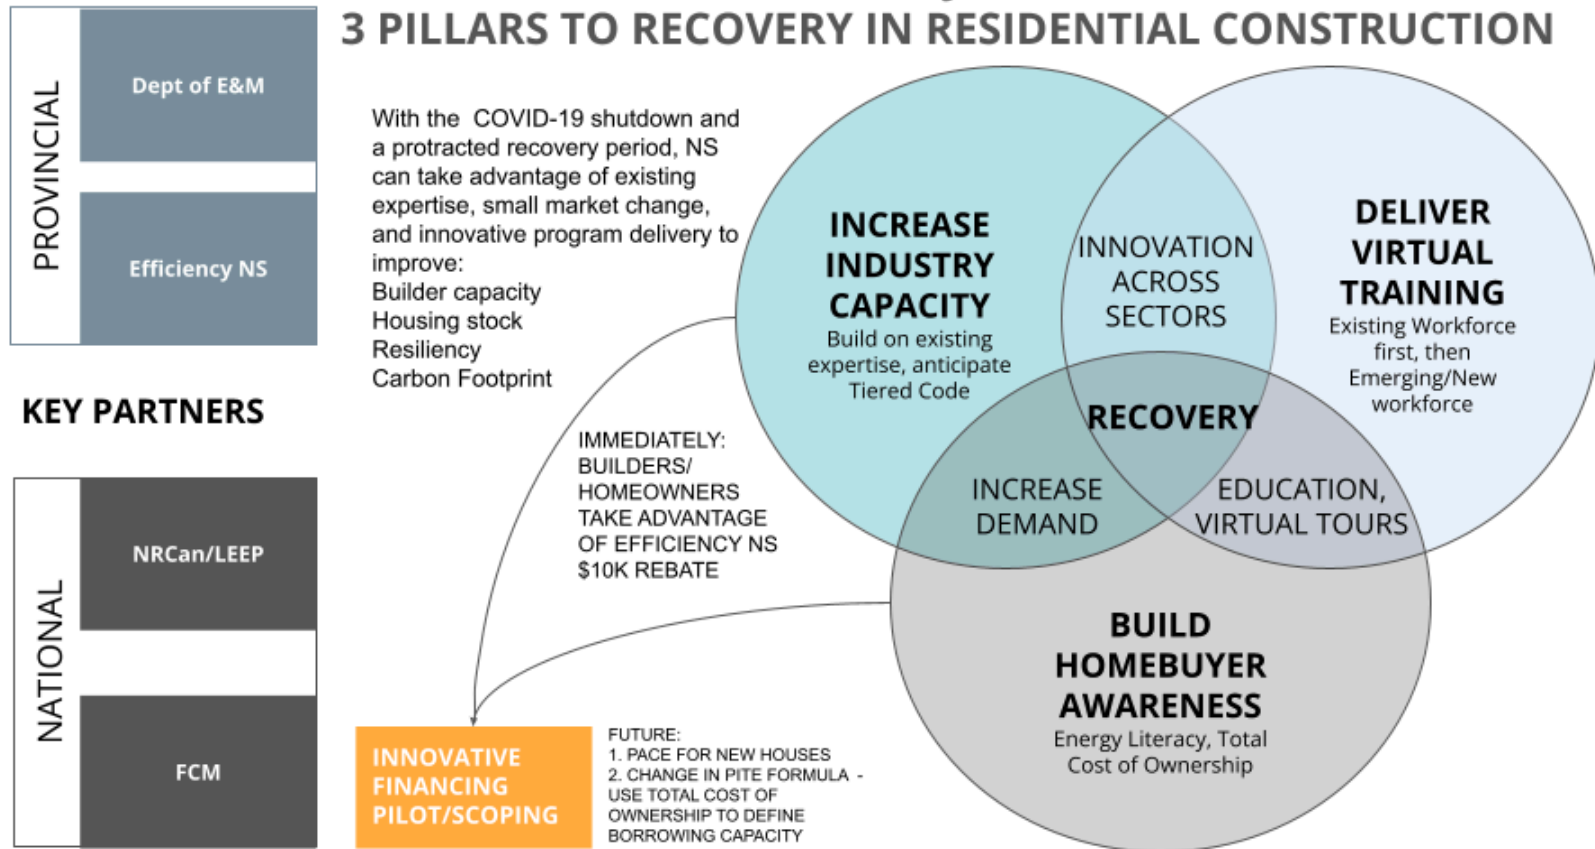 3 PILLARS TO RECOVERY IN RESIDENTIAL CONSTRUCTION
PROVINCIAL
Dept of E&M
Efficiency NS
KEY PARTNERS
NATIONAL
NRCan/LEEP
FCM
With the COVID-19 shutdown and
a protracted recovery period, NS
can take advantage of existing
expertise, small market change,
and innovative program delivery to
improve:
Builder capacity
Housing stock
Resiliency
Carbon Footprint
IMMEDIATELY:
BUILDERS/
HOMEOWNERS
TAKE ADVANTAGE
OF EFFICIENCY NS
$10K REBATE
INNOVATIVE
FINANCING
PILOT/SCOPING
FUTURE:
1. PACE FOR NEW HOUSES
2. CHANGE IN PITE FORMULA -
USE TOTAL COST OF
OWNERSHIP TO DEFINE
BORROWING CAPACITY
INCREASE
INDUSTRY
CAPACITY
Build on existing
expertise, anticipate
Tiered Code
INNOVATION
ACROSS
SECTORS
DELIVER
VIRTUAL
TRAINING
Existing Workforce
first, then
Emerging/New
workforce
RECOVERY
INCREASE
DEMAND
EDUCATION,
VIRTUAL TOURS
BUILD
HOMEBUYER
AWARENESS
Energy Literacy, Total
Cost of Ownership